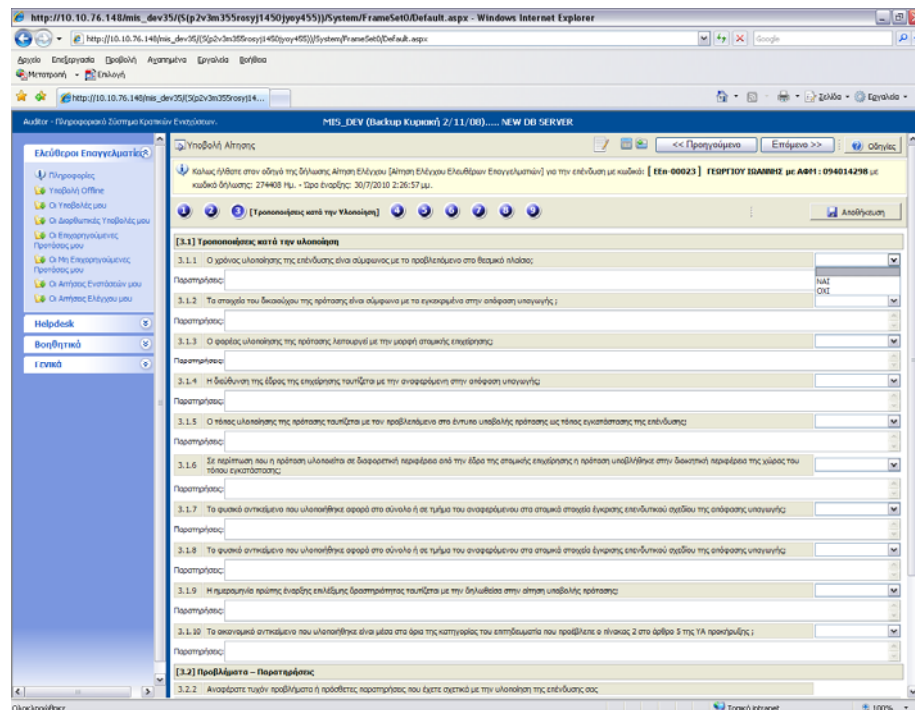 http://10.10.76.148/mis_dev35/(S(p2v3m355rosyj1450jyoy455))/System/FrameSet0/Default.aspx - Windows Internet Explorer
http://10.10.76.148/mis_dev35/(S(p2v3m355rosyj1450jyoy455))/System/FrameSet0/Default.aspx
Google
Αρχείο Επεξεργασία Προβολή Αγαπημένα Εργαλεία Βοήθεια
Μετατροπή Επιλογή
http://10.10.76.148/mis_dev35/(S(p2v3m355rosyj14...
Σελίδα Εργαλεία
Auditor - Πληροφοριακό Σύστημα Κρατικών Ενισχύσεων.
MIS_DEV (Backup Κυριακή 2/11/08)..... NEW DB SERVER
Ελεύθεροι Επαγγελματίες
Πληροφορίες
Υποβολή Offline
Οι Υποβολές μου
Οι Διορθωτικές Υποβολές μου
Οι Επιχορηγούμενες Προτάσεις μου
Οι Μη Επιχορηγούμενες Προτάσεις μου
Οι Αιτήσεις Ενστάσεών μου
Οι Αιτήσεις Ελέγχου μου
Helpdesk
Βοηθητικά
Γενικά
Υποβολή Αίτησης
<< Προηγούμενο
Επόμενο >>
Οδηγίες
Καλως ήλθατε στον οδηγό της δήλωσης Αίτηση Ελέγχου [Αίτηση Ελέγχου Ελευθέρων Επαγγελματιών] για την επένδυση με κωδικό: [ ΕΕπ-00023 ] ΓΕΩΡΓΙΟΥ ΙΩΑΝΝΗΣ με ΑΦΜ : 094014298 με
κωδικό δήλωσης: 274408 Ημ. - Ώρα έναρξης: 30/7/2010 2:26:57 μμ.
1 2 3 [Τροποποιήσεις κατά την Υλοποίηση] 4 5 6 7 8 9
Αποθήκευση
[3.1] Τροποποιήσεις κατά την υλοποίηση
3.1.1 Ο χρόνος υλοποίησης της επένδυσης είναι σύμφωνος με το προβλεπόμενο στο θεσμικό πλαίσιο;
ΝΑΙ
ΟΧΙ
Παρατηρήσεις:
3.1.2 Τα στοιχεία του δικαιούχου της πρότασης είναι σύμφωνα με τα εγκεκριμένα στην απόφαση υπαγωγής ;
Παρατηρήσεις:
3.1.3 Ο φορέας υλοποίησης της πρότασης λειτουργεί με την μορφή ατομικής επιχείρησης;
Παρατηρήσεις:
3.1.4 Η διεύθυνση της έδρας της επιχείρησης ταυτίζεται με την αναφερόμενη στην απόφαση υπαγωγής;
Παρατηρήσεις:
3.1.5 Ο τόπος υλοποίησης της πρότασης ταυτίζεται με τον προβλεπόμενο στο έντυπο υποβολής πρότασης ως τόπος εγκατάστασης της επένδυσης;
Παρατηρήσεις:
3.1.6 Σε περίπτωση που η πρόταση υλοποιείται σε διαφορετική περιφέρεια από την έδρα της ατομικής επιχείρησης η πρόταση υποβλήθηκε στην διοικητική περιφέρεια της χώρας του
τόπου εγκατάστασης;
Παρατηρήσεις:
3.1.7 Το φυσικό αντικείμενο που υλοποιήθηκε αφορά στο σύνολο ή σε τμήμα του αναφερόμενου στα ατομικά στοιχεία έγκρισης επενδυτικού σχεδίου της απόφασης υπαγωγής;
Παρατηρήσεις:
3.1.8 Το φυσικό αντικείμενο που υλοποιήθηκε αφορά στο σύνολο ή σε τμήμα του αναφερόμενου στα ατομικά στοιχεία έγκρισης επενδυτικού σχεδίου της απόφασης υπαγωγής;
Παρατηρήσεις:
3.1.9 Η ημερομηνία πρώτης έναρξης επιλέξιμης δραστηριότητας ταυτίζεται με την δηλωθείσα στην αίτηση υποβολής πρότασης;
Παρατηρήσεις:
3.1.10 Το οικονομικό αντικείμενο που υλοποιήθηκε είναι μέσα στα όρια της κατηγορίας του επιτηδευματία που προέβλεπε ο πίνακας 2 στο άρθρο 5 της ΥΑ προκήρυξης ;
Παρατηρήσεις:
[3.2] Προβλήματα – Παρατηρήσεις
3.2.2 Αναφέρατε τυχόν προβλήματα ή πρόσθετες παρατηρήσεις που έχετε σχετικά με την υλοποίηση της επένδυσης σας
Ολοκληρώθηκε
Τοπικό intranet
100%